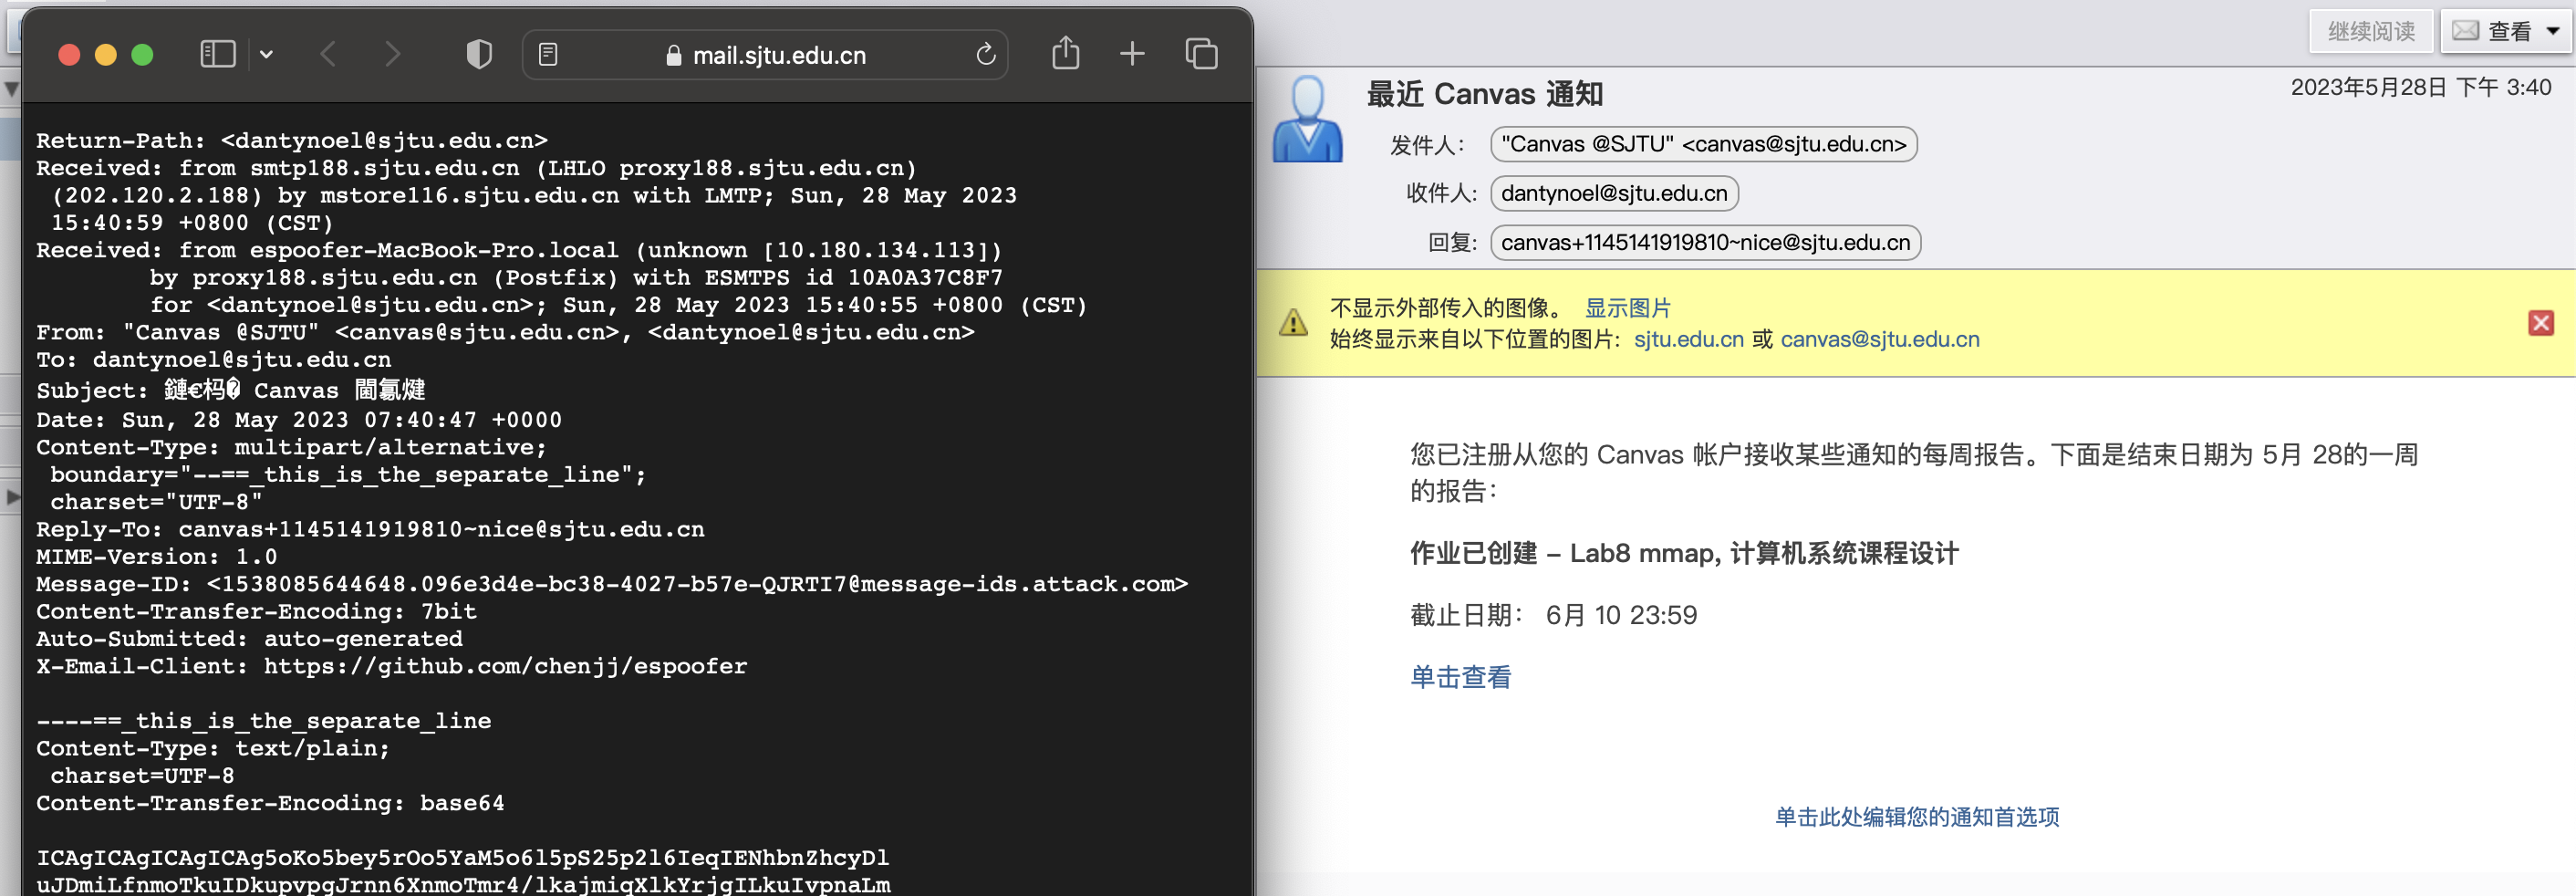 mail.sjtu.edu.cn
Return-Path: <dantynoel@sjtu.edu.cn>
Received: from smtp188.sjtu.edu.cn (LHLO proxy188.sjtu.edu.cn)
(202.120.2.188) by mstore116.sjtu.edu.cn with LMTP; Sun, 28 May 2023
15:40:59 +0800 (CST)
Received: from espoofer-MacBook-Pro.local (unknown [10.180.134.113])
by proxy188.sjtu.edu.cn (Postfix) with ESMTPS id 10A0A37C8F7
for <dantynoel@sjtu.edu.cn>; Sun, 28 May 2023 15:40:55 +0800 (CST)
From: "Canvas @SJTU" <canvas@sjtu.edu.cn>, <dantynoel@sjtu.edu.cn>
To: dantynoel@sjtu.edu.cn
Subject: 鏈€杩� Canvas 閫氱煡
Date: Sun, 28 May 2023 07:40:47 +0000
Content-Type: multipart/alternative;
boundary="--==_this_is_the_separate_line";
charset="UTF-8"
Reply-To: canvas+1145141919810~nice@sjtu.edu.cn
MIME-Version: 1.0
Message-ID: <1538085644648.096e3d4e-bc38-4027-b57e-QJRTI7@message-ids.attack.com>
Content-Transfer-Encoding: 7bit
Auto-Submitted: auto-generated
X-Email-Client: https://github.com/chenjj/espoofer
----==_this_is_the_separate_line
Content-Type: text/plain;
charset=UTF-8
Content-Transfer-Encoding: base64
ICAgICAgICAgICAg5oKo5bey5rOo5YaM5o6l5pS25p2l6IeqIENhbnZhcyDl
uJDmiLfnmoTkuIDkupvpgJrnn6XnmoTmr4/lkajmiqXlkYrjgILkuIvpnaLm
继续阅读
查看
最近 Canvas 通知
2023年5月28日 下午 3:40
发件人: "Canvas @SJTU" <canvas@sjtu.edu.cn>
收件人: dantynoel@sjtu.edu.cn
回复: canvas+1145141919810~nice@sjtu.edu.cn
不显示外部传入的图像。 显示图片
始终显示来自以下位置的图片: sjtu.edu.cn 或 canvas@sjtu.edu.cn
您已注册从您的 Canvas 帐户接收某些通知的每周报告。下面是结束日期为 5月 28的一周
的报告：
作业已创建 – Lab8 mmap, 计算机系统课程设计
截止日期： 6月 10 23:59
单击查看
单击此处编辑您的通知首选项